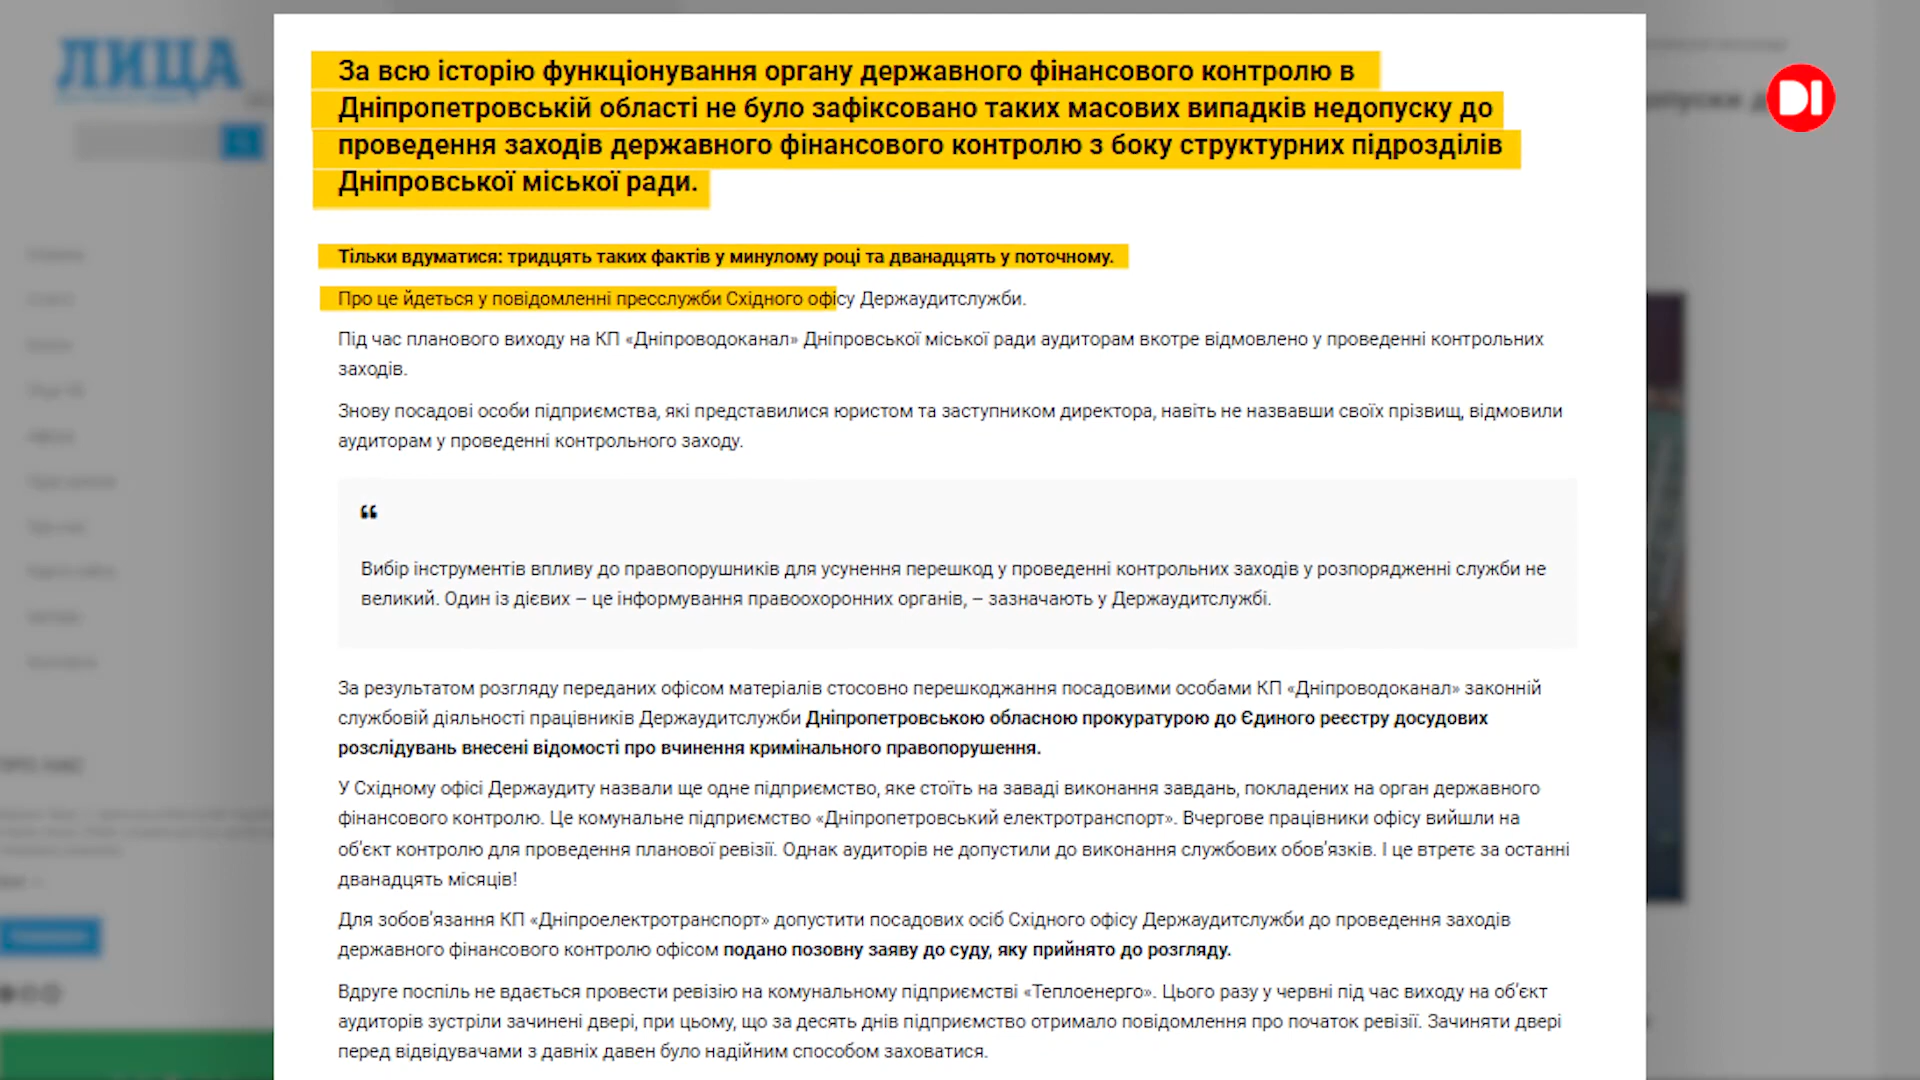 ЛИЦА
DI
За всю історію функціонування органу державного фінансового контролю в
Дніпропетровській області не було зафіксовано таких масових випадків недопуску до
проведення заходів державного фінансового контролю з боку структурних підрозділів
Дніпровської міської ради.
Тільки вдуматися: тридцять таких фактів у минулому році та дванадцять у поточному.
Про це йдеться у повідомленні пресслужби Східного офісу Держаудитслужби.
Під час планового виходу на КП «Дніпроводоканал» Дніпровської міської ради аудиторам вкотре відмовлено у проведенні контрольних
заходів.
Знову посадові особи підприємства, які представилися юристом та заступником директора, навіть не назвавши своїх прізвищ, відмовили
аудиторам у проведенні контрольного заходу.
“
Вибір інструментів впливу до правопорушників для усунення перешкод у проведенні контрольних заходів у розпорядженні служби не
великий. Один із дієвих – це інформування правоохоронних органів, – зазначають у Держаудитслужбі.
За результатом розгляду переданих офісом матеріалів стосовно перешкоджання посадовими особами КП «Дніпроводоканал» законній
службовій діяльності працівників Держаудитслужби Дніпропетровською обласною прокуратурою до Єдиного реєстру досудових
розслідувань внесені відомості про вчинення кримінального правопорушення.
У Східному офісі Держаудиту назвали ще одне підприємство, яке стоїть на заваді виконання завдань, покладених на орган державного
фінансового контролю. Це комунальне підприємство «Дніпропетровський електротранспорт». Вчергове працівники офісу вийшли на
об’єкт контролю для проведення планової ревізії. Однак аудиторів не допустили до виконання службових обов’язків. І це втретє за останні
дванадцять місяців!
Для зобов’язання КП «Дніпроелектротранспорт» допустити посадових осіб Східного офісу Держаудитслужби до проведення заходів
державного фінансового контролю офісом подано позовну заяву до суду, яку прийнято до розгляду.
Вдруге поспіль не вдається провести ревізію на комунальному підприємстві «Теплоенерго». Цього разу у червні під час виходу на об’єкт
аудиторів зустріли зачинені двері, при цьому, що за десять днів підприємство отримало повідомлення про початок ревізії. Зачиняти двері
перед відвідувачами з давніх давен було надійним способом заховатися.